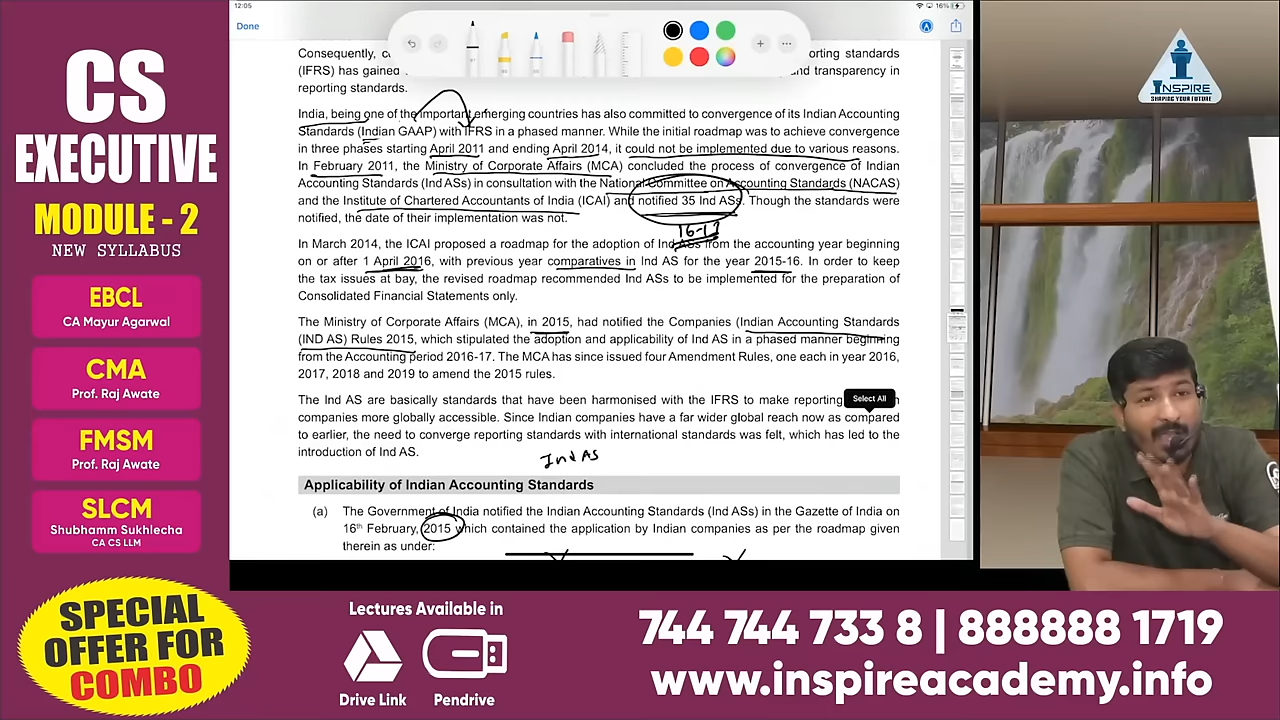 CS
EXECUTIVE
MODULE - 2
NEW SYLLABUS
EBCL
CA Mayur Agarwal
CMA
Prof. Raj Awate
FMSM
Prof. Raj Awate
SLCM
Shubhamm Sukhlecha
CA CS LLM
SPECIAL
OFFER FOR
COMBO
12:05
16%
Done
Consequently, orting standards
(IFRS) has gained and transparency in
reporting standards.
India, being one of the important emerging countries has also committed to convergence of its Indian Accounting
Standards (Indian GAAP) with IFRS in a phased manner. While the initial roadmap was to achieve convergence
in three phases starting April 2011 and ending April 2014, it could not be implemented due to various reasons.
In February 2011, the Ministry of Corporate Affairs (MCA) concluded the process of convergence of Indian
Accounting Standards (Ind ASs) in consultation with the National Committee on Accounting Standards (NACAS)
and Institute of Chartered Accountants of India (ICAI) and notified 35 Ind ASs. Though the standards were
notified, the date of their implementation was not.
In March 2014, the ICAI proposed a roadmap for the adoption of Ind from the accounting year beginning
on or after 1 April 2016, with previous year comparatives in Ind AS for the year 2015-16. In order to keep
the tax issues at bay, the revised roadmap recommended Ind ASs to be implemented for the preparation of
Consolidated Financial Statements only.
The Ministry of Corporate Affairs (MCA) in 2015, notified the Companies (Indian Accounting Standards)
(IND AS) Rules 2015, which stipulated the adoption and applicability of Ind AS in a phased manner beginning
from the Accounting period 2016-17. The MCA has since issued four Amendment Rules, one each in year 2016,
2017, 2018 and 2019 to amend the 2015 rules.
The Ind AS are basically standards that have been harmonised with the IFRS to make reporting
Select All
companies more globally accessible. Since Indian companies have a far wider global reach now as compared
to earlier, the need to converge reporting standards with international standards was felt, which has led to the
introduction of Ind AS.
Ind AS
Applicability of Indian Accounting Standards
(a) The Government of India notified the Indian Accounting Standards (Ind ASs) in the Gazette of India on
16th February, 2015 which contained the application by Indian companies as per the roadmap given
therein as under:
INSPIRE
SHAPING YOUR FUTURE
Lectures Available in
Drive Link
Pendrive
744 744 733 8 | 888888 1719
www.inspireacademy.info